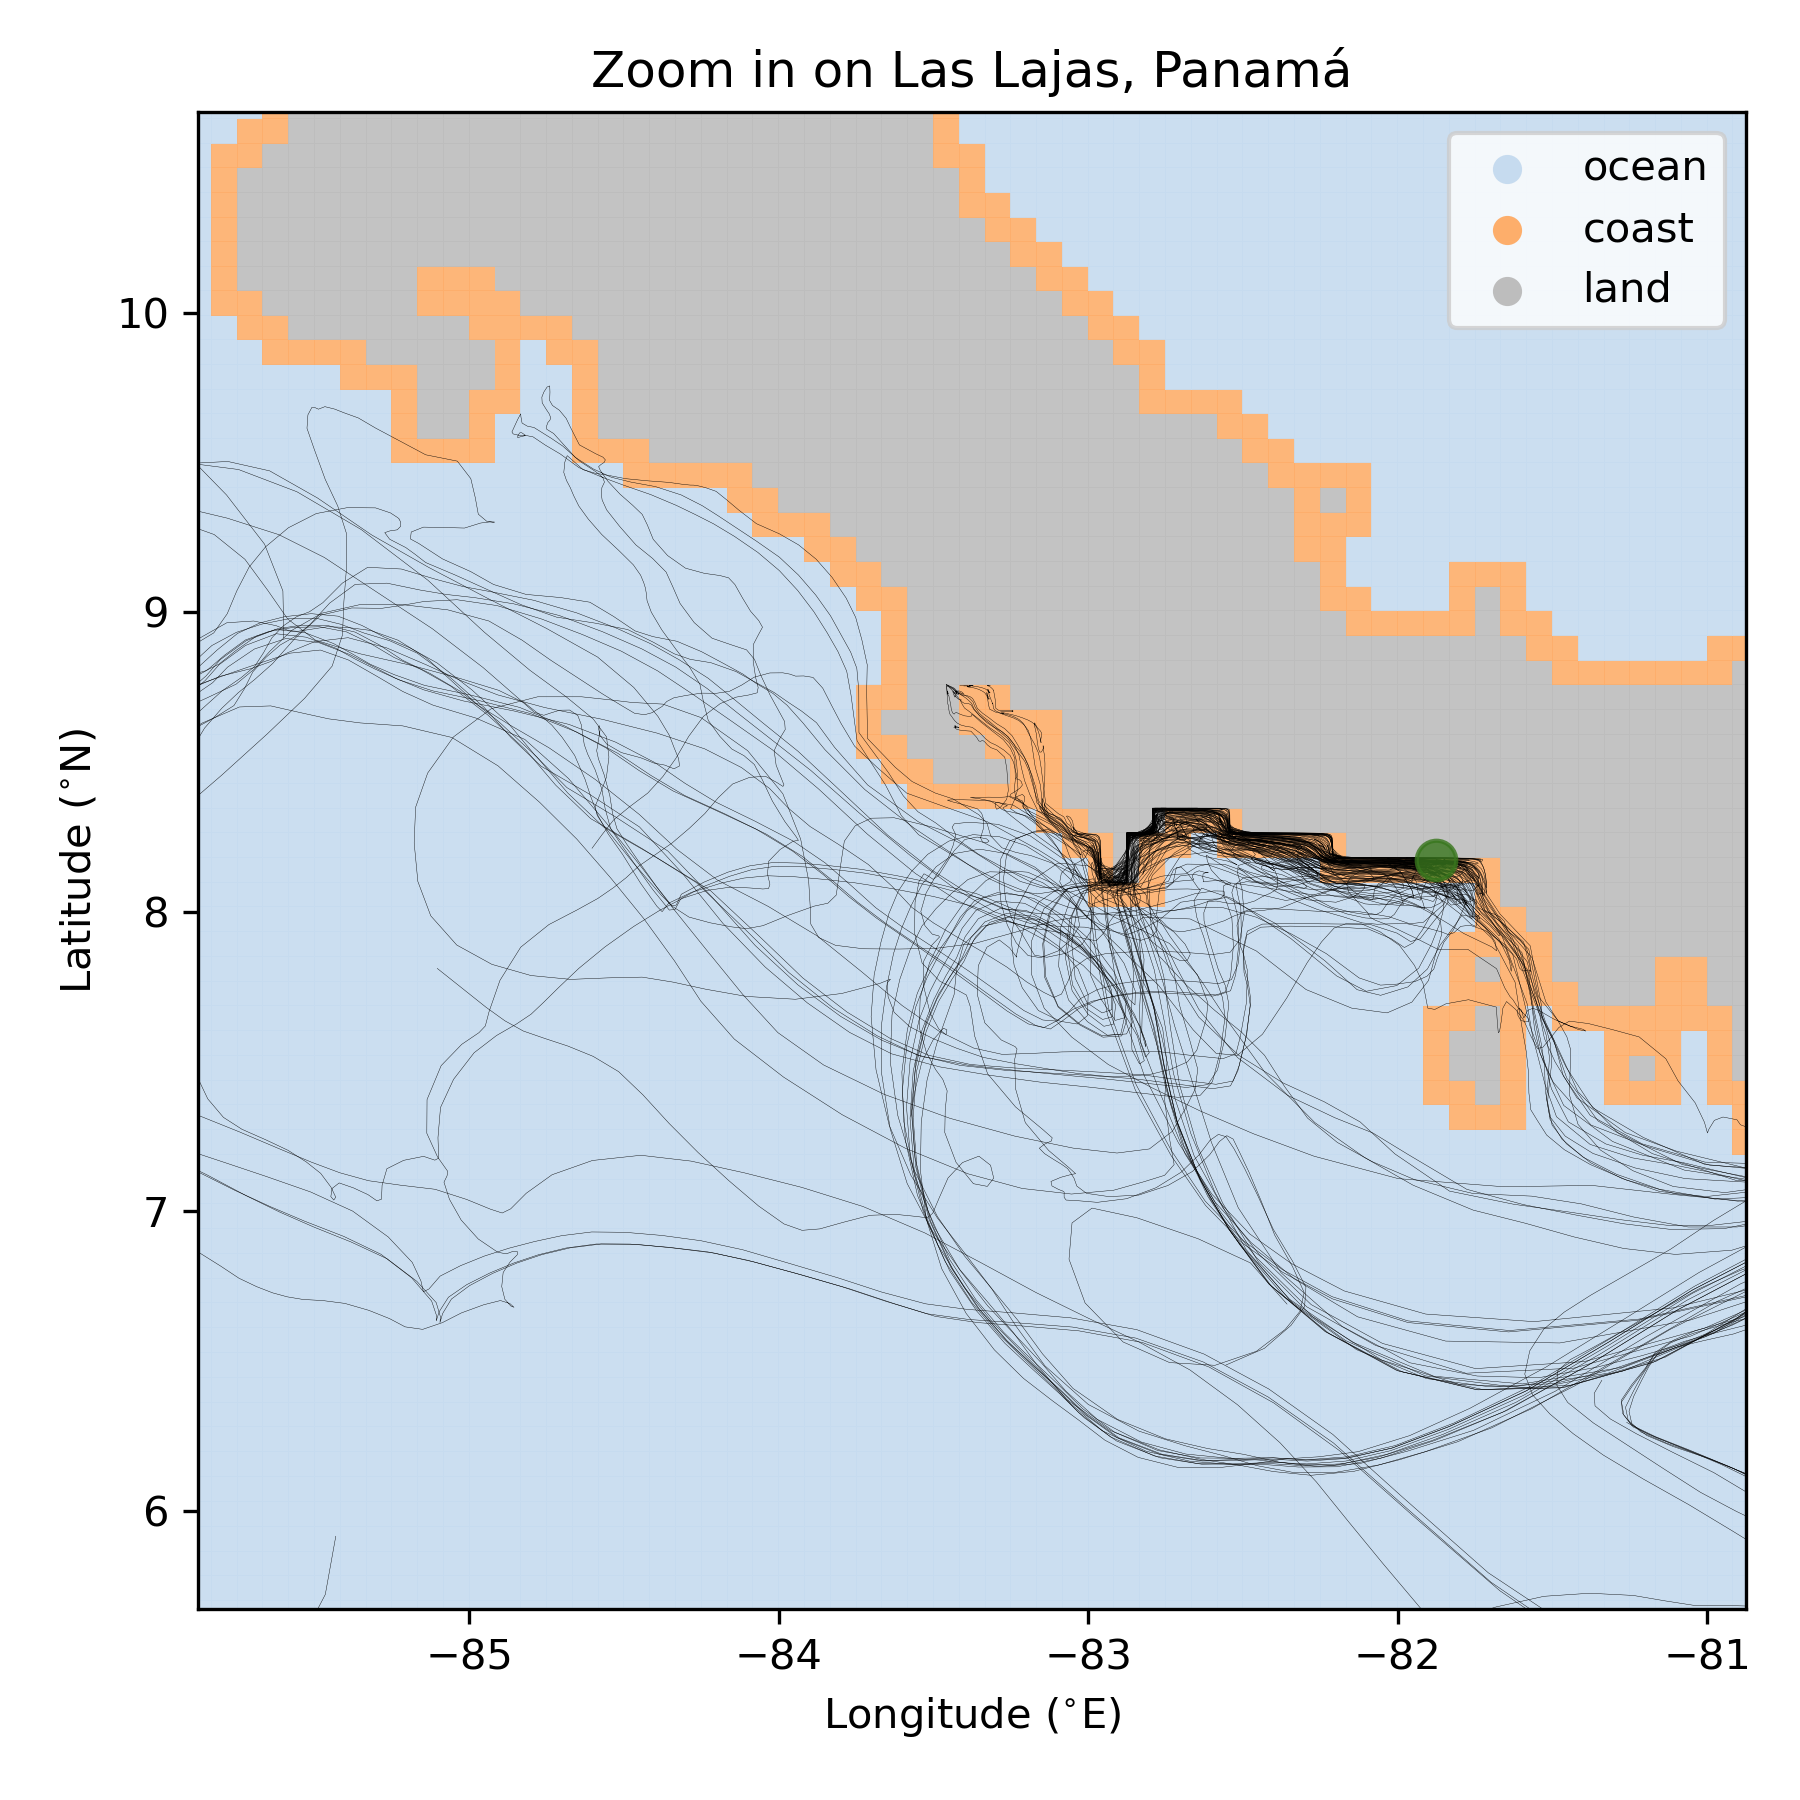 Zoom in on Las Lajas, Panamá
ocean
coast
land
10
9
8
7
6
Latitude (°N)
−85
−84
−83
−82
−81
Longitude (°E)